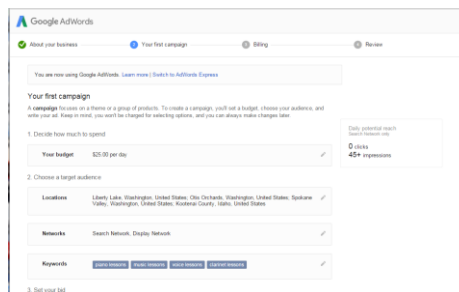 Google AdWords
About your business
Your first campaign
Billing
Review
You are now using Google AdWords. Learn more | Switch to AdWords Express
Your first campaign
A campaign focuses on a theme or a group of products. To create a campaign, you'll set a budget, choose your audience, and
write your ad. Keep in mind, you won't be charged for selecting options, and you can always make changes later.
1. Decide how much to spend
Your budget $25.00 per day
2. Choose a target audience
Locations Liberty Lake, Washington, United States; Otis Orchards, Washington, United States; Spokane
Valley, Washington, United States; Kootenai County, Idaho, United States
Networks Search Network, Display Network
Keywords piano lessons music lessons voice lessons clarinet lessons
3. Set your bid
Daily potential reach
Search network only
0 clicks
45+ impressions